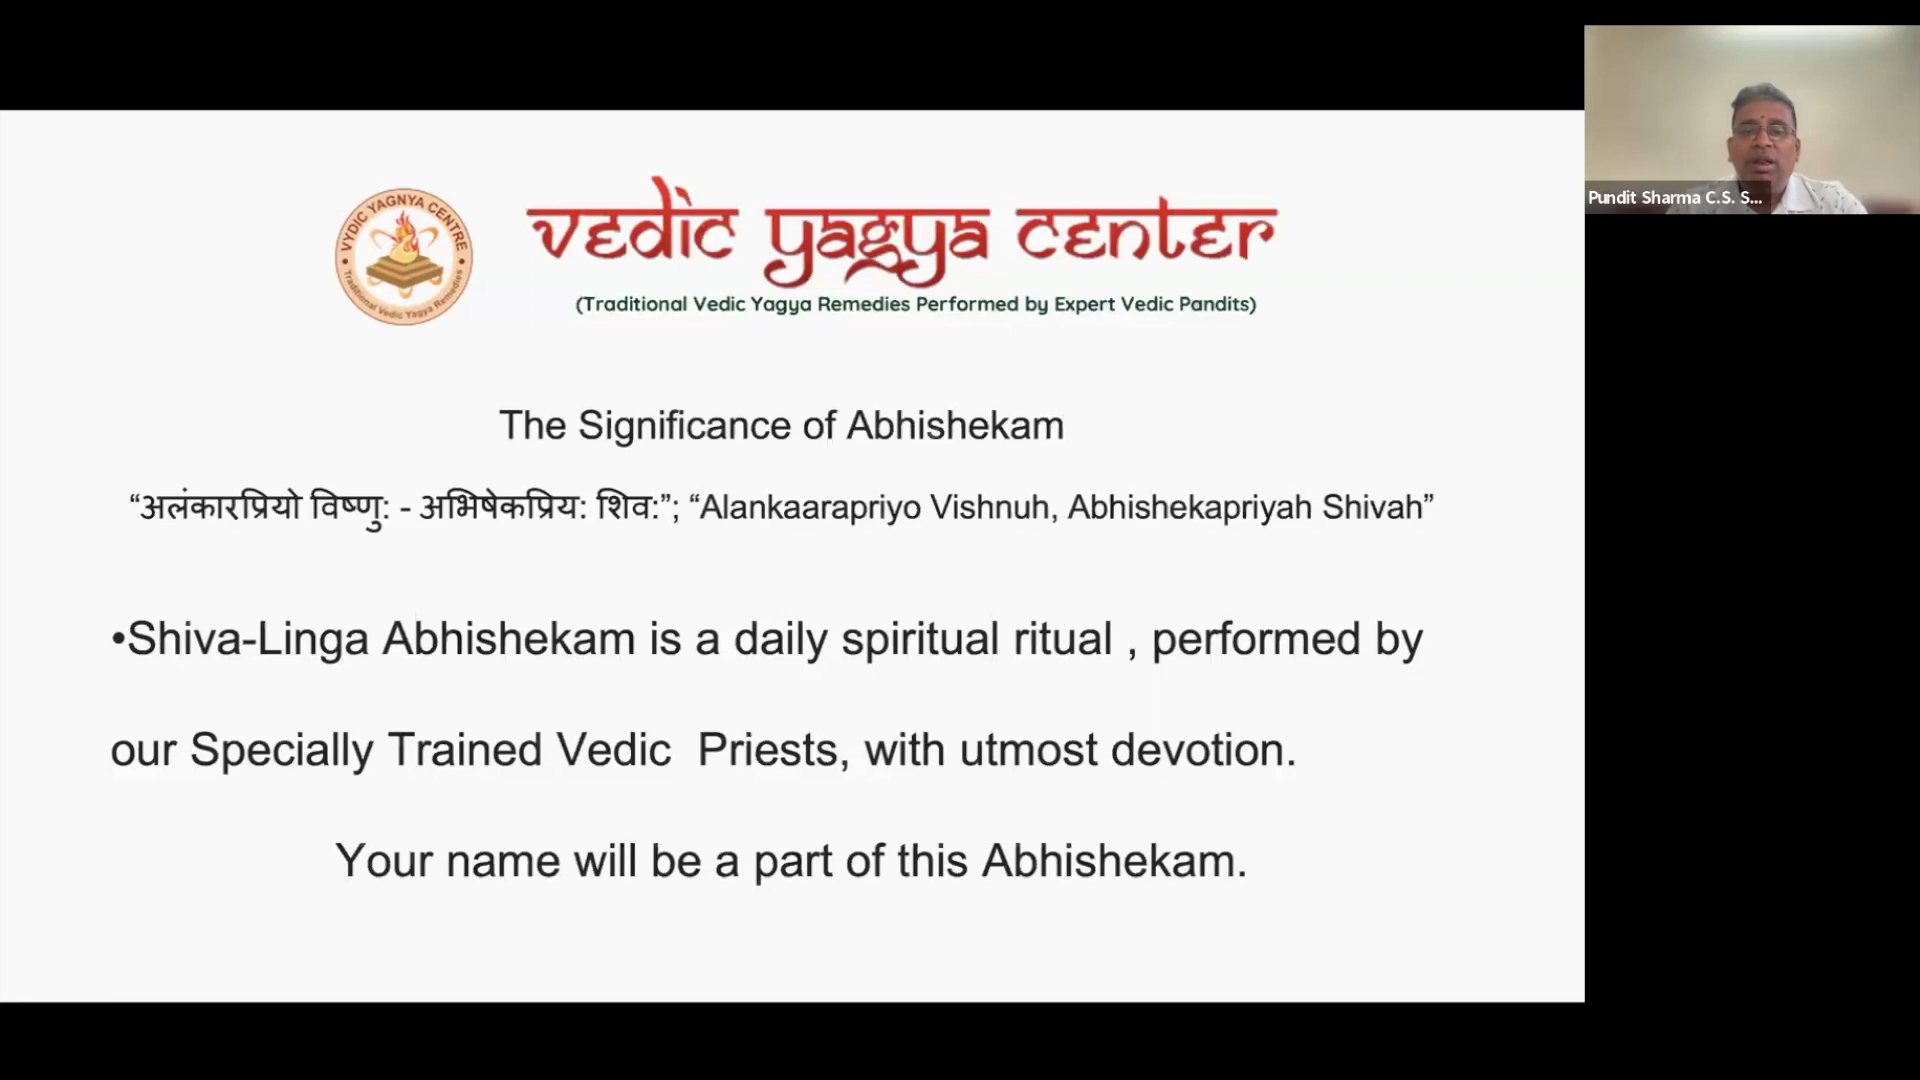 VYDIC YAGNYA CENTRE
Traditional Vedic Yagya Remedies
vedic yagya center
(Traditional Vedic Yagya Remedies Performed by Expert Vedic Pandits)
Pundit Sharma C.S. S...
The Significance of Abhishekam
“अलंकारप्रियो विष्णु: - अभिषेकप्रिय: शिव:”; “Alankaarapriyo Vishnuh, Abhishekapriyah Shivah”
•Shiva-Linga Abhishekam is a daily spiritual ritual , performed by
our Specially Trained Vedic  Priests, with utmost devotion.
Your name will be a part of this Abhishekam.